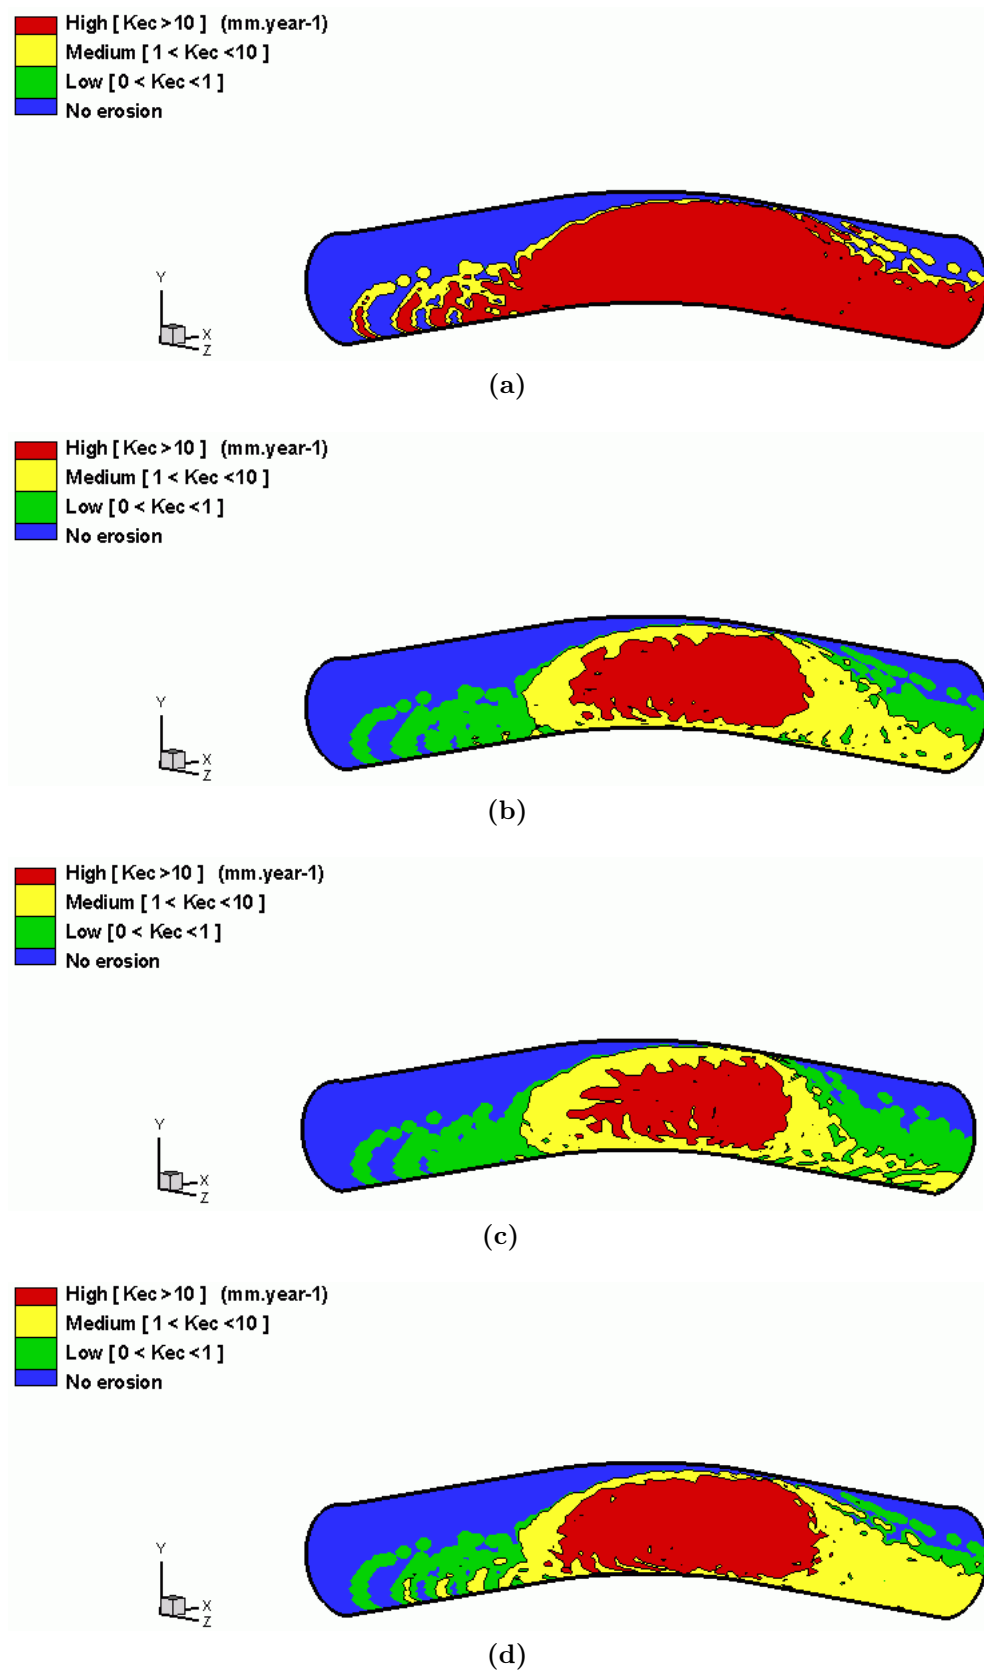 High [ Kec >10 ] (mm.year-1)
Medium [ 1 < Kec <10 ]
Low [ 0 < Kec <1 ]
No erosion
Y
X
Z
(a)
High [ Kec >10 ] (mm.year-1)
Medium [ 1 < Kec <10 ]
Low [ 0 < Kec <1 ]
No erosion
Y
X
Z
(b)
High [ Kec >10 ] (mm.year-1)
Medium [ 1 < Kec <10 ]
Low [ 0 < Kec <1 ]
No erosion
Y
X
Z
(c)
High [ Kec >10 ] (mm.year-1)
Medium [ 1 < Kec <10 ]
Low [ 0 < Kec <1 ]
No erosion
Y
X
Z
(d)